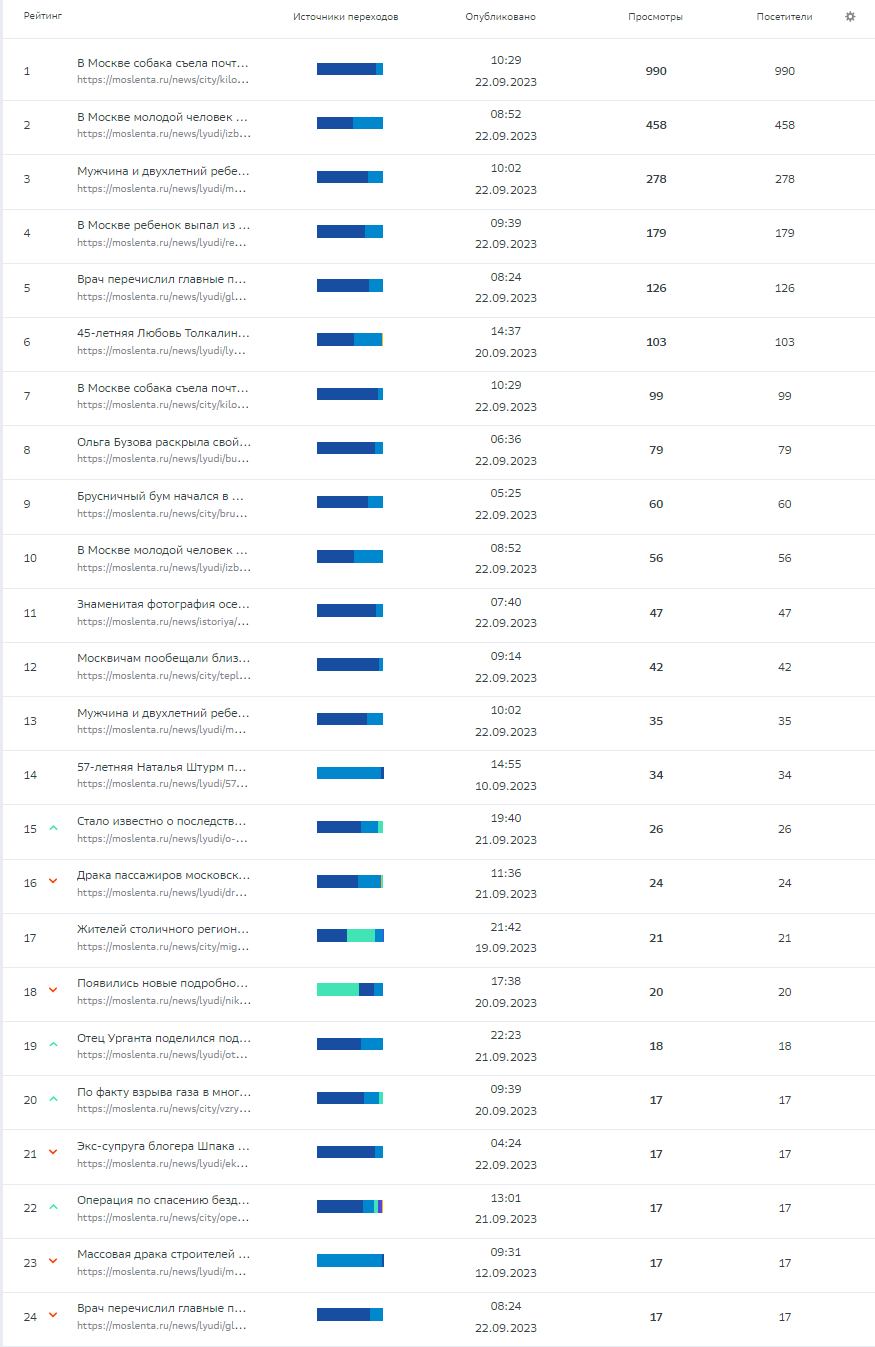 Рейтинг Источники переходов Опубликовано Просмотры Посетители
1 В Москве собака съела почт... 10:29 990 990
https://moslenta.ru/news/city/kilo... 22.09.2023
2 В Москве молодой человек ... 08:52 458 458
https://moslenta.ru/news/lyudi/izb... 22.09.2023
3 Мужчина и двухлетний ребе... 10:02 278 278
https://moslenta.ru/news/lyudi/m... 22.09.2023
4 В Москве ребенок выпал из ... 09:39 179 179
https://moslenta.ru/news/lyudi/re... 22.09.2023
5 Врач перечислил главные п... 08:24 126 126
https://moslenta.ru/news/lyudi/gl... 22.09.2023
6 45-летняя Любовь Толкалин... 14:37 103 103
https://moslenta.ru/news/lyudi/ly... 20.09.2023
7 В Москве собака съела почт... 10:29 99 99
https://moslenta.ru/news/city/kilo... 22.09.2023
8 Ольга Бузова раскрыла свой... 06:36 79 79
https://moslenta.ru/news/lyudi/bu... 22.09.2023
9 Брусничный бум начался в ... 05:25 60 60
https://moslenta.ru/news/city/bru... 22.09.2023
10 В Москве молодой человек ... 08:52 56 56
https://moslenta.ru/news/lyudi/izb... 22.09.2023
11 Знаменитая фотография осе... 07:40 47 47
https://moslenta.ru/news/istoriya/... 22.09.2023
12 Москвичам пообещали близ... 09:14 42 42
https://moslenta.ru/news/city/tepl... 22.09.2023
13 Мужчина и двухлетний ребе... 10:02 35 35
https://moslenta.ru/news/lyudi/m... 22.09.2023
14 57-летняя Наталья Штурм п... 14:55 34 34
https://moslenta.ru/news/lyudi/57... 10.09.2023
15 Стало известно о последств... 19:40 26 26
https://moslenta.ru/news/lyudi/o-... 21.09.2023
16 Драка пассажиров московск... 11:36 24 24
https://moslenta.ru/news/lyudi/dr... 21.09.2023
17 Жителей столичного регион... 21:42 21 21
https://moslenta.ru/news/city/mig... 19.09.2023
18 Появились новые подробно... 17:38 20 20
https://moslenta.ru/news/lyudi/nik... 20.09.2023
19 Отец Урганта поделился под... 22:23 18 18
https://moslenta.ru/news/lyudi/ot... 21.09.2023
20 По факту взрыва газа в мног... 09:39 17 17
https://moslenta.ru/news/city/vzry... 20.09.2023
21 Экс-супруга блогера Шпака ... 04:24 17 17
https://moslenta.ru/news/lyudi/ek... 22.09.2023
22 Операция по спасению безд... 13:01 17 17
https://moslenta.ru/news/city/ope... 21.09.2023
23 Массовая драка строителей ... 09:31 17 17
https://moslenta.ru/news/lyudi/m... 12.09.2023
24 Врач перечислил главные п... 08:24 17 17
https://moslenta.ru/news/lyudi/gl... 22.09.2023